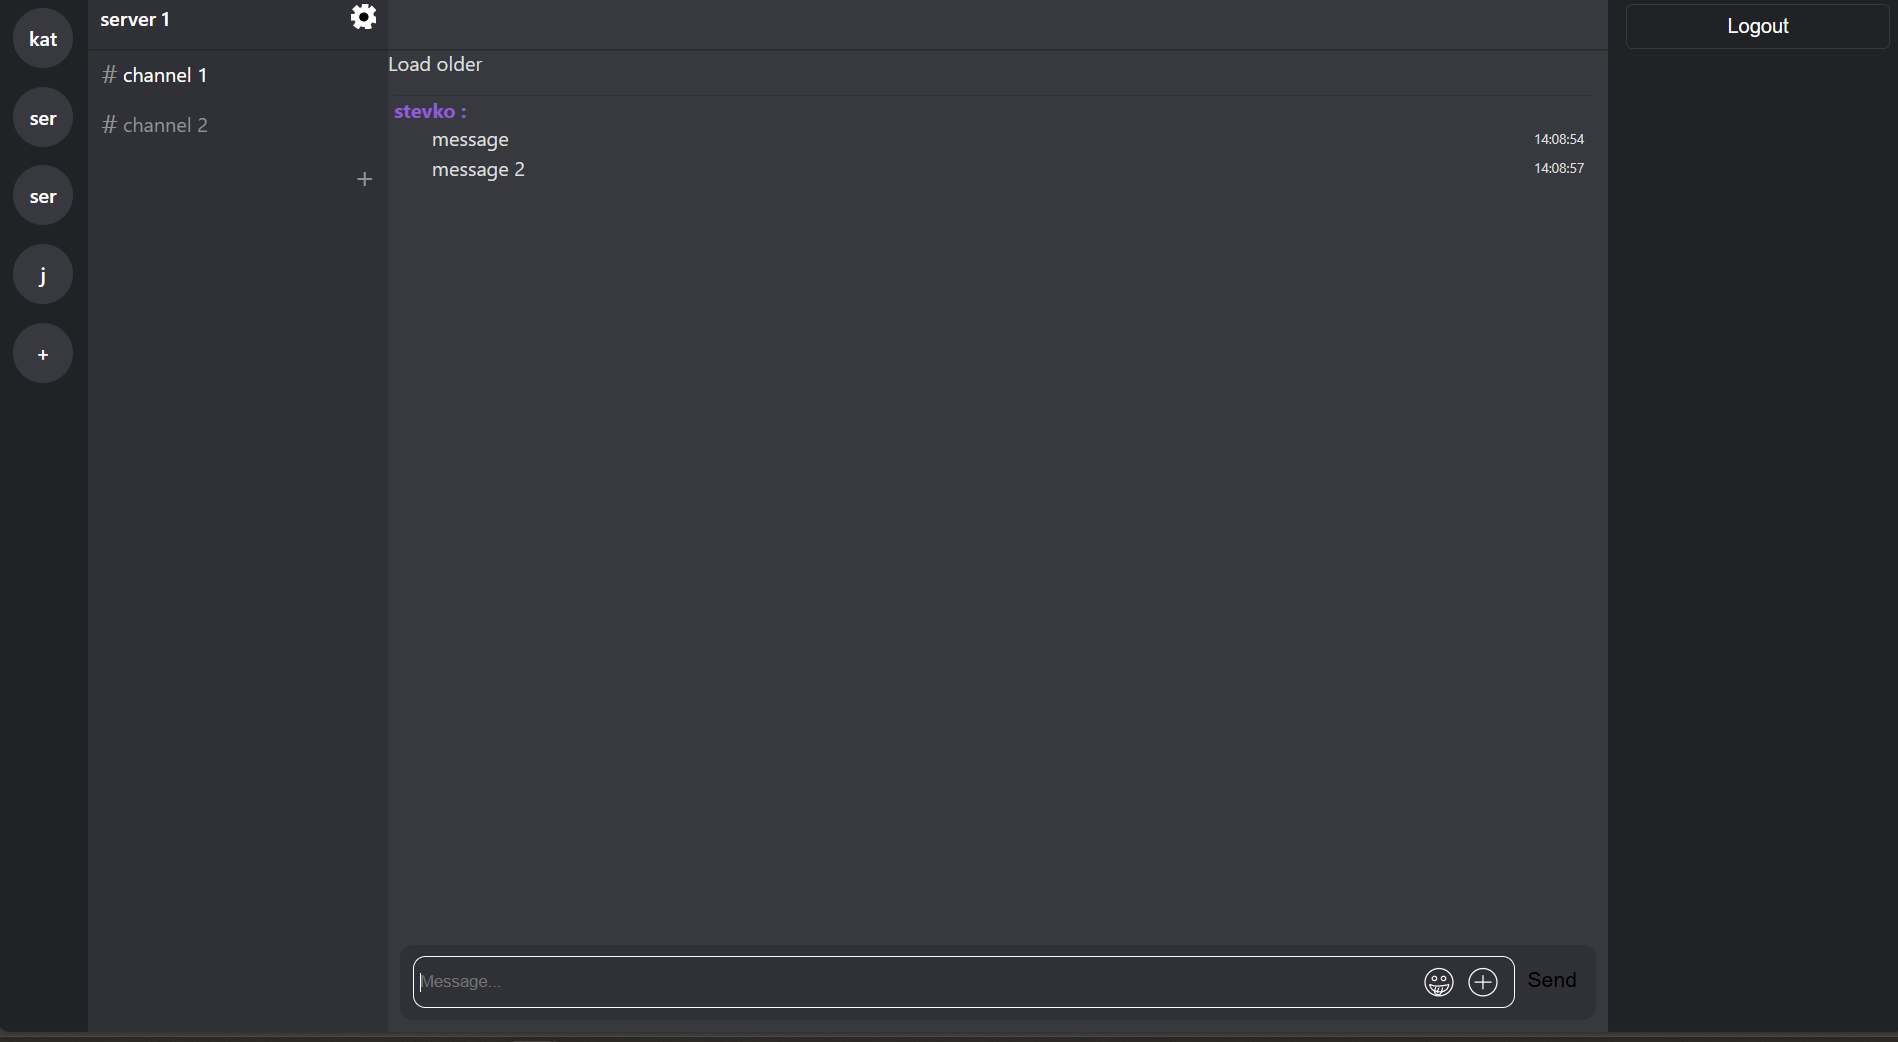 kat
ser
ser
j
+
server 1
# channel 1
# channel 2
+
Load older
stevko :
message 14:08:54
message 2 14:08:57
Message...
Send
Logout